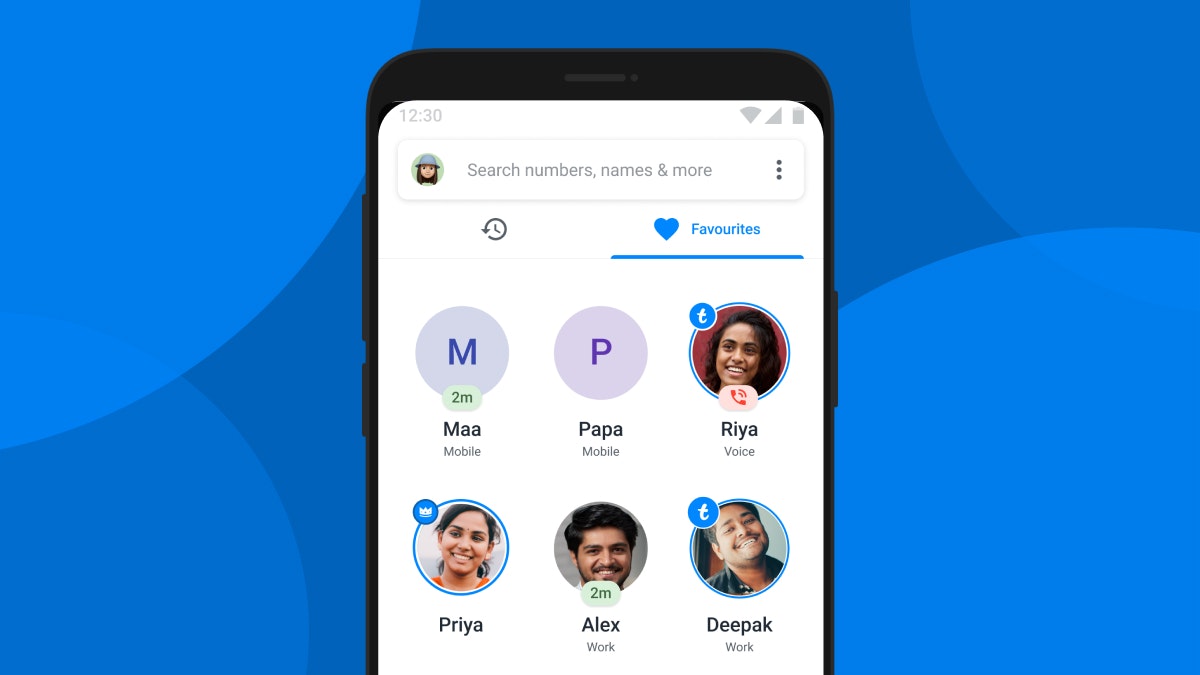 12:30
Search numbers, names & more
Favourites
M
P
t
2m
Maa
Papa
Riya
Mobile
Mobile
Voice
t
2m
Priya
Alex
Deepak
Work
Work